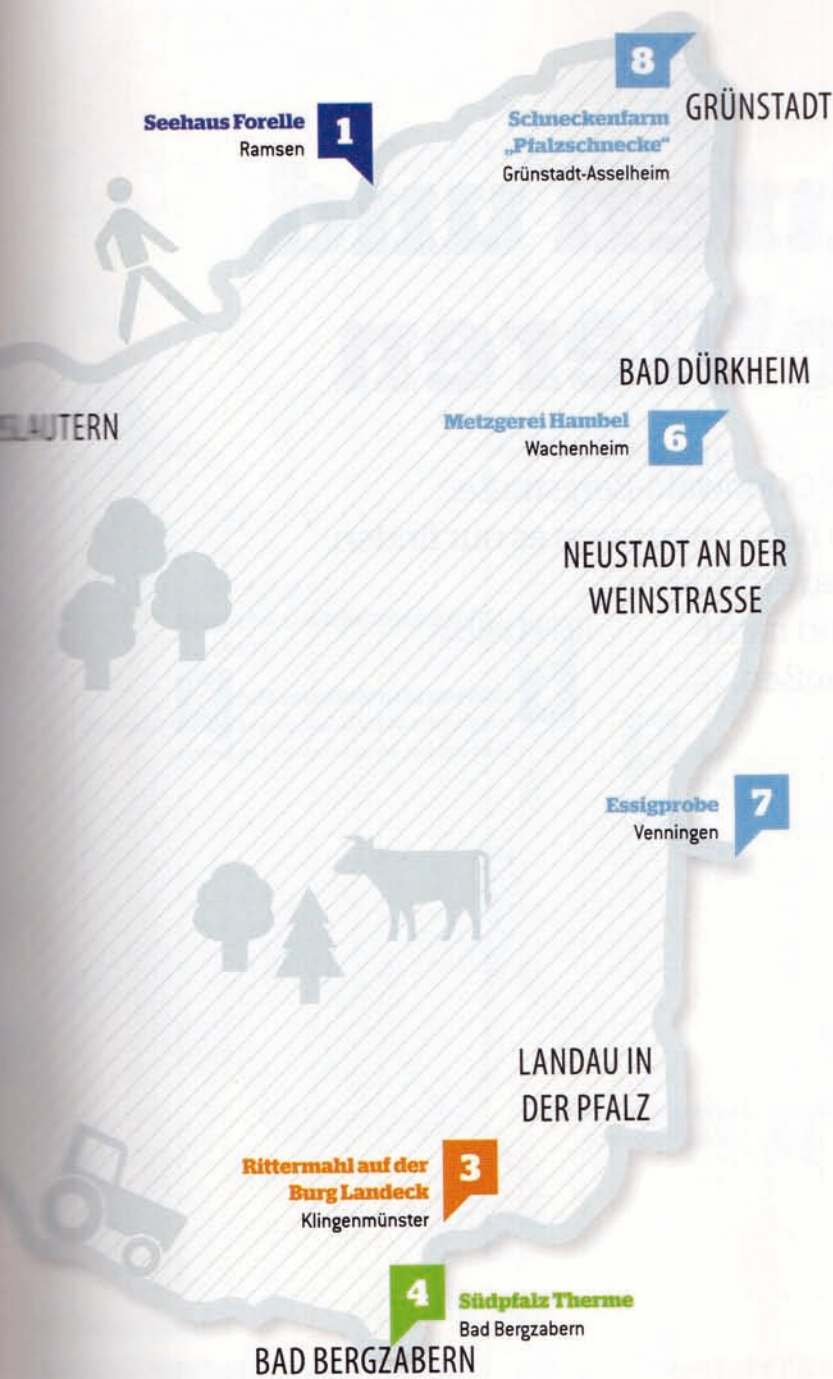 8
GRÜNSTADT
Seehaus Forelle
Ramsen
1
Schneckenfarm
„Pfalzschnecke“
Grünstadt-Asselheim
BAD DÜRKHEIM
Metzgerei Hambel
Wachenheim
6
NEUSTADT AN DER
WEINSTRASSE
Essigprobe
Venningen
7
LANDAU IN
DER PFALZ
Rittermahl auf der
Burg Landeck
Klingenmünster
3
4
Südpfalz Therme
Bad Bergzabern
BAD BERGZABERN